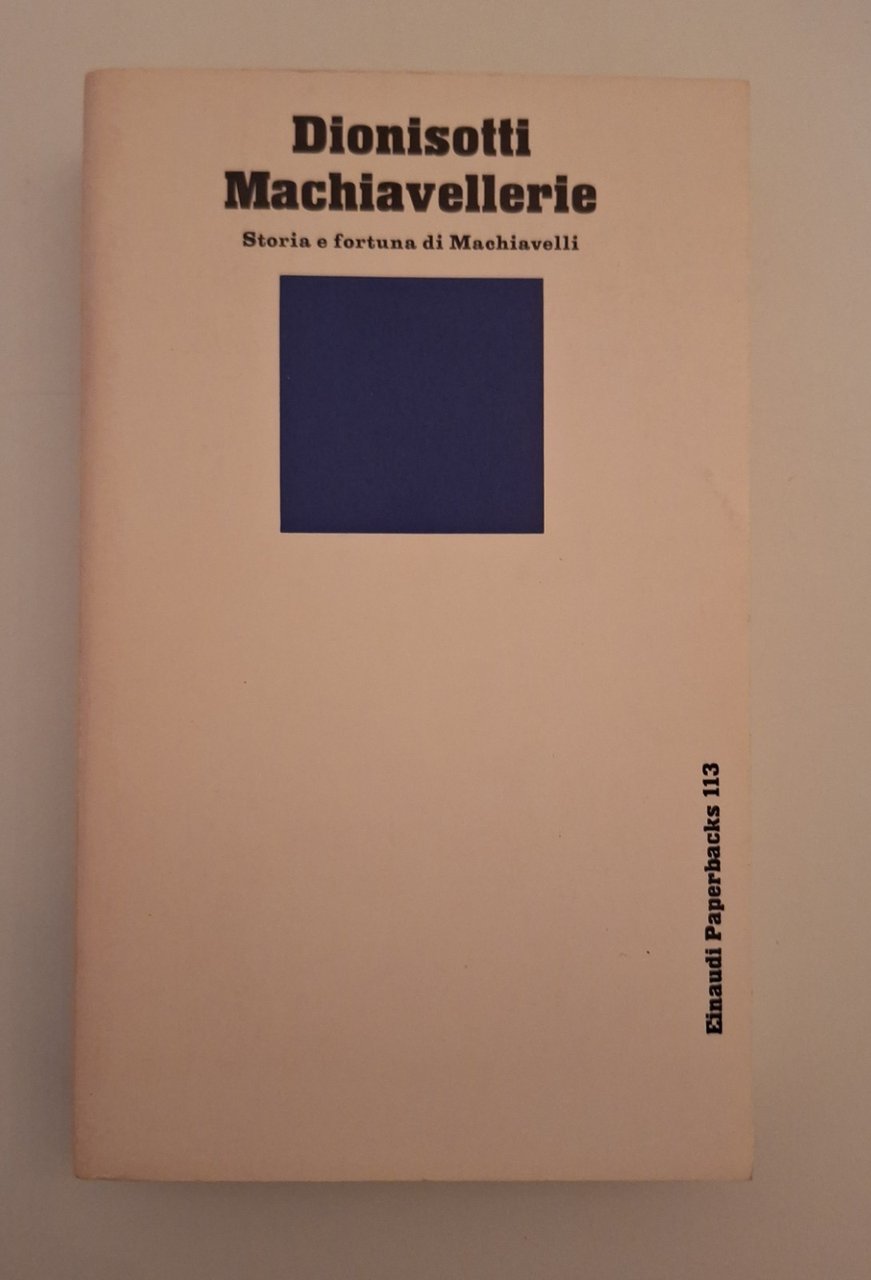 Dionisotti
Machiavellerie
Storia e fortuna di Machiavelli
Einaudi Paperbacks 113